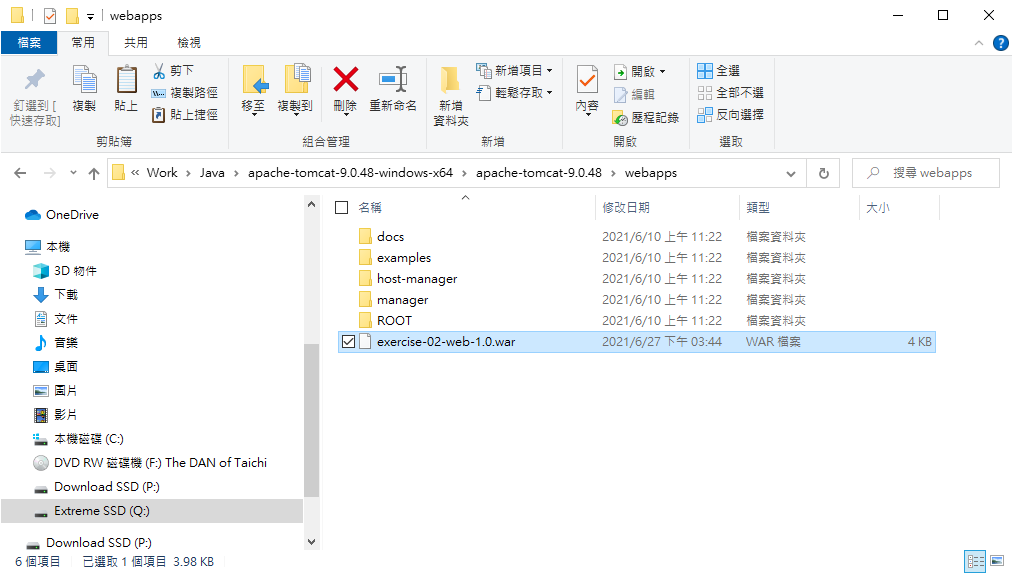 webapps
檔案 常用 共用 檢視
釘選到 [快速存取]
複製
貼上
剪下
複製路徑
貼上捷徑
剪貼簿
移至
複製到
刪除
重新命名
組合管理
新增資料夾
新增項目
輕鬆存取
新增
內容
開啟
編輯
歷程記錄
開啟
全選
全部不選
反向選擇
選取
« Work › Java › apache-tomcat-9.0.48-windows-x64 › apache-tomcat-9.0.48 › webapps
搜尋 webapps
OneDrive
本機
3D 物件
下載
文件
音樂
桌面
圖片
影片
本機磁碟 (C:)
DVD RW 磁碟機 (F:) The DAN of Taichi
Download SSD (P:)
Extreme SSD (Q:)
Download SSD (P:)
名稱 修改日期 類型 大小
docs 2021/6/10 上午 11:22 檔案資料夾
examples 2021/6/10 上午 11:22 檔案資料夾
host-manager 2021/6/10 上午 11:22 檔案資料夾
manager 2021/6/10 上午 11:22 檔案資料夾
ROOT 2021/6/10 上午 11:22 檔案資料夾
exercise-02-web-1.0.war 2021/6/27 下午 03:44 WAR 檔案 4 KB
6 個項目 已選取 1 個項目 3.98 KB